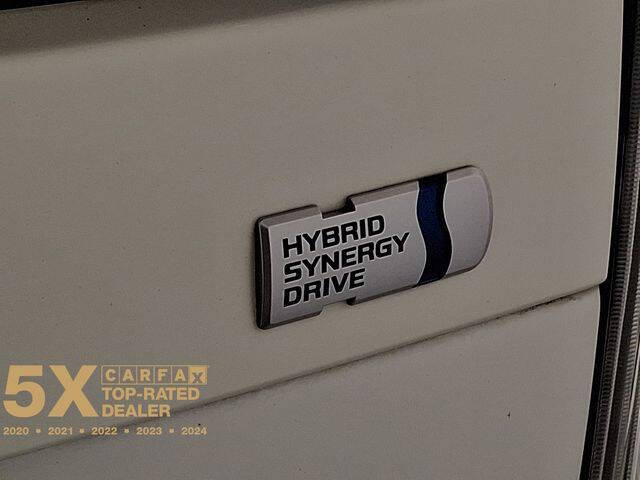 HYBRID
SYNERGY
DRIVE
5X
CARFAX
TOP-RATED
DEALER
2020 • 2021 • 2022 • 2023 • 2024